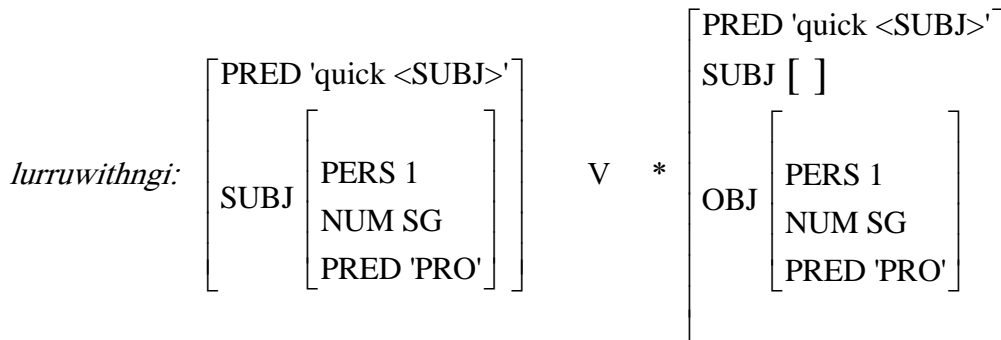 lurruwithngi:
PRED 'quick <SUBJ>'
SUBJ
PERS 1
NUM SG
PRED 'PRO'
V
*
PRED 'quick <SUBJ>'
SUBJ [ ]
OBJ
PERS 1
NUM SG
PRED 'PRO'